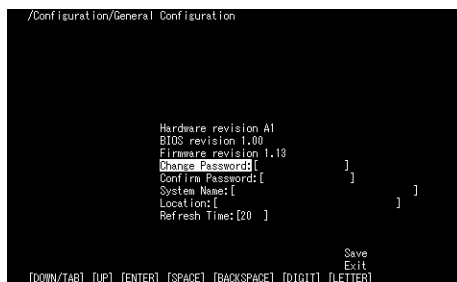 /Configuration/General Configuration
Hardware revision A1
BIOS revision 1.00
Firmware revision 1.13
Change Password:[ ]
Confirm Password:[ ]
System Name:[ ]
Location:[ ]
Refresh Time:[20 ]
Save
Exit
[DOWN/TAB] [UP] [ENTER] [SPACE] [BACKSPACE] [DIGIT] [LETTER]